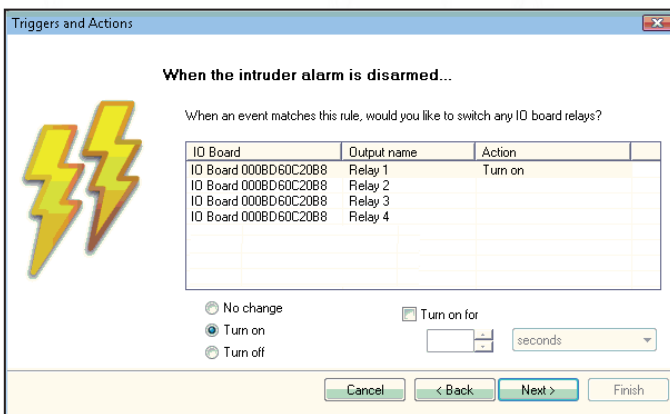 Triggers and Actions
When the intruder alarm is disarmed...
When an event matches this rule, would you like to switch any IO board relays?
IO Board Output name Action
IO Board 000BD60C20B8 Relay 1 Turn on
IO Board 000BD60C20B8 Relay 2
IO Board 000BD60C20B8 Relay 3
IO Board 000BD60C20B8 Relay 4
No change
Turn on for
Turn on
seconds
Turn off
Cancel < Back Next > Finish